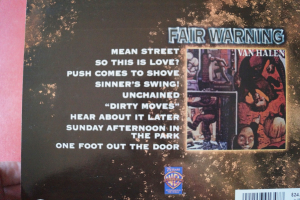 FAIR WARNING
VAN HALEN
MEAN STREET
SO THIS IS LOVE?
PUSH COMES TO SHOVE
SINNER'S SWING!
UNCHAINED
"DIRTY MOVES"
HEAR ABOUT IT LATER
SUNDAY AFTERNOON IN
THE PARK
ONE FOOT OUT THE DOOR